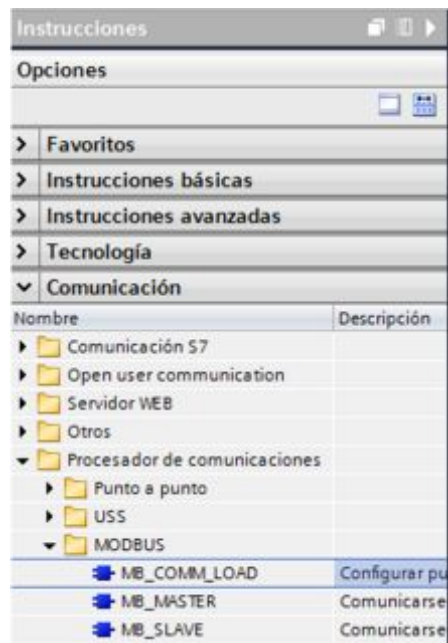 Instrucciones
Opciones
Favoritos
Instrucciones básicas
Instrucciones avanzadas
Tecnología
Comunicación
Nombre Descripción
Comunicación S7
Open user communication
Servidor WEB
Otros
Procesador de comunicaciones
Punto a punto
USS
MODBUS
MB_COMM_LOAD Configurar pu
MB_MASTER Comunicarse
MB_SLAVE Comunicarse